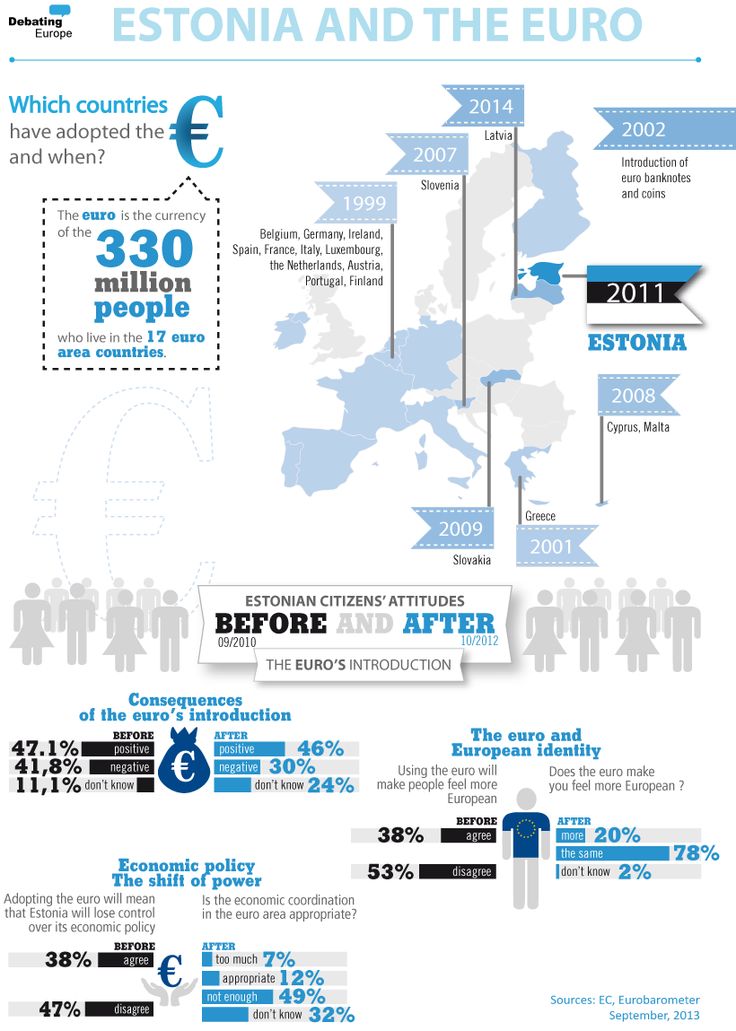 Debating
Europe
ESTONIA AND THE EURO
Which countries
have adopted the
and when?
€
The euro is the currency
of the 330
million
people
who live in the 17 euro
area countries.
1999
Belgium, Germany, Ireland,
Spain, France, Italy, Luxembourg,
the Netherlands, Austria,
Portugal, Finland
2007
Slovenia
2014
Latvia
2002
Introduction of
euro banknotes
and coins
2011
ESTONIA
2008
Cyprus, Malta
2009
Slovakia
Greece
2001
€
ESTONIAN CITIZENS' ATTITUDES
BEFORE AND AFTER
09/2010
10/2012
THE EURO'S INTRODUCTION
Consequences
of the euro's introduction
BEFORE
47.1% positive
41,8% negative
11,1% don't know
€
AFTER
positive 46%
negative 30%
don't know 24%
The euro and
European identity
Using the euro will
make people feel more
European
BEFORE
38% agree
53% disagree
Does the euro make
you feel more European ?
AFTER
more 20%
the same 78%
don't know 2%
Economic policy
The shift of power
Adopting the euro will mean
that Estonia will lose control
over its economic policy
BEFORE
38% agree
47% disagree
€
Is the economic coordination
in the euro area appropriate?
AFTER
too much 7%
appropriate 12%
not enough 49%
don't know 32%
Sources: EC, Eurobarometer
September, 2013